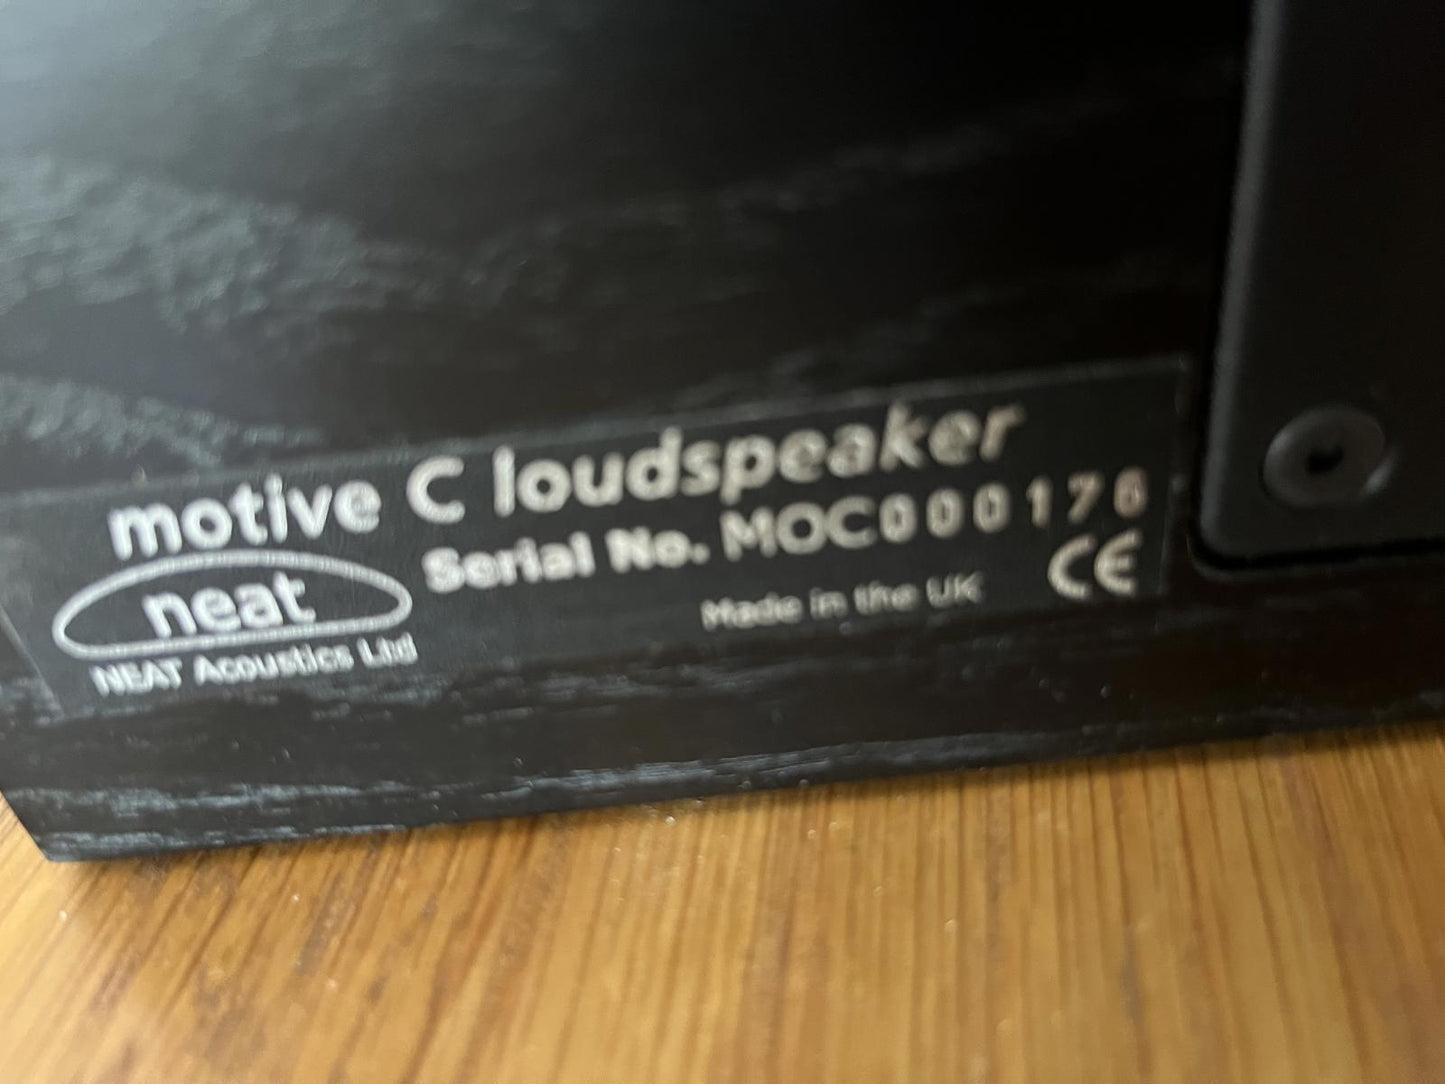 motive C loudspeaker
Serial No. MOC000176
neat
Made in the UK CE
NEAT Acoustics Ltd